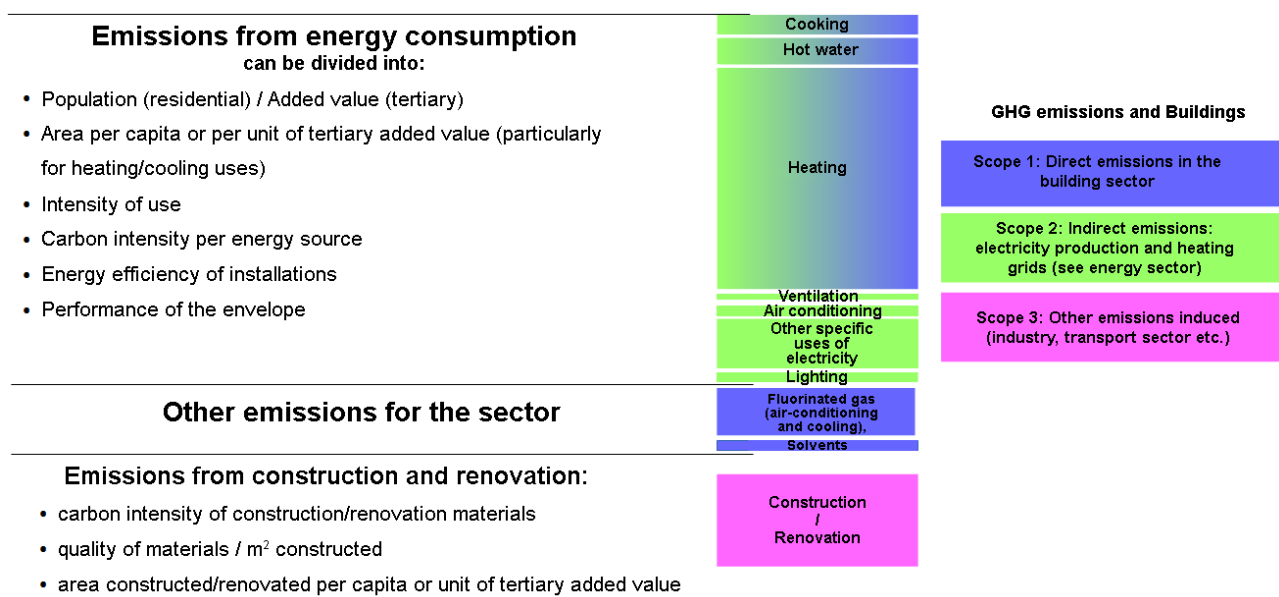 Emissions from energy consumption
can be divided into:
• Population (residential) / Added value (tertiary)
• Area per capita or per unit of tertiary added value (particularly
for heating/cooling uses)
• Intensity of use
• Carbon intensity per energy source
• Energy efficiency of installations
• Performance of the envelope
Other emissions for the sector
Emissions from construction and renovation:
• carbon intensity of construction/renovation materials
• quality of materials / m² constructed
• area constructed/renovated per capita or unit of tertiary added value
Cooking
Hot water
Heating
Ventilation
Air conditioning
Other specific
uses of
electricity
Lighting
Fluorinated gas
(air-conditioning
and cooling),
Solvents
Construction
/
Renovation
GHG emissions and Buildings
Scope 1: Direct emissions in the
building sector
Scope 2: Indirect emissions:
electricity production and heating
grids (see energy sector)
Scope 3: Other emissions induced
(industry, transport sector etc.)